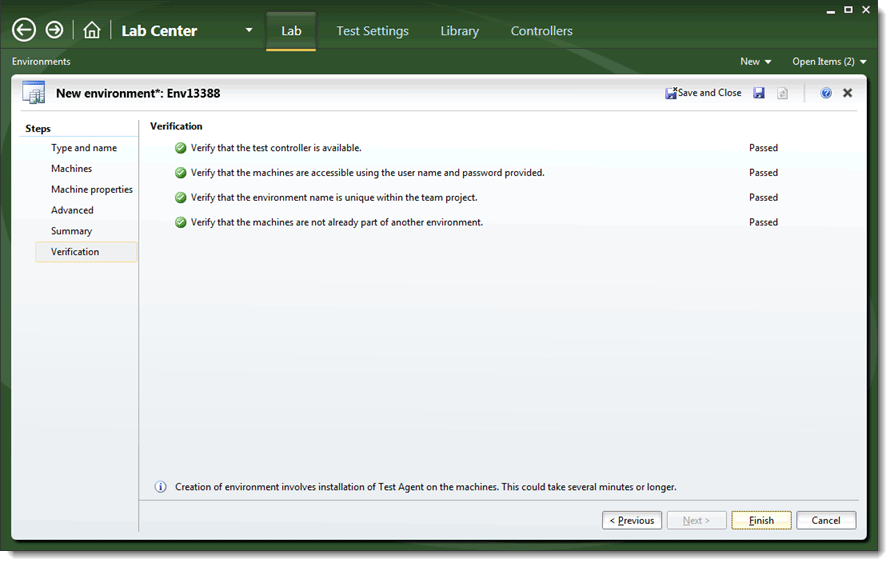 Lab Center Lab Test Settings Library Controllers
Environments New Open Items (2)
New environment*: Env13388 Save and Close
Steps
Type and name
Machines
Machine properties
Advanced
Summary
Verification
Verification
Verify that the test controller is available. Passed
Verify that the machines are accessible using the user name and password provided. Passed
Verify that the environment name is unique within the team project. Passed
Verify that the machines are not already part of another environment. Passed
Creation of environment involves installation of Test Agent on the machines. This could take several minutes or longer.
< Previous Next > Finish Cancel